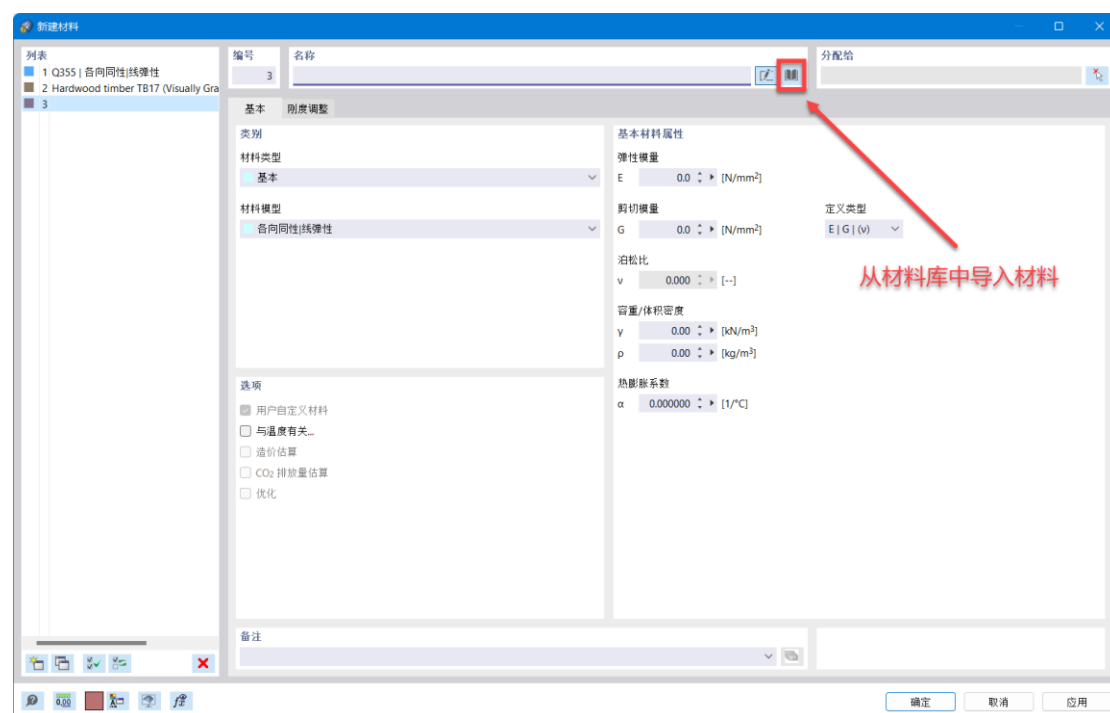 新建材料
列表
1 Q355 | 各向同性|线弹性
2 Hardwood timber TB17 (Visually Gra
3
编号
3
名称
分配给
基本
刚度调整
类别
材料类型
基本
材料模型
各向同性|线弹性
选项
用户自定义材料
与温度有关...
造价估算
CO2 排放量估算
优化
基本材料属性
弹性模量
E 0.0 [N/mm²]
剪切模量
定义类型
G 0.0 [N/mm²]
E | G | (ν)
泊松比
ν 0.000 [--]
容重/体积密度
γ 0.00 [kN/m³]
ρ 0.00 [kg/m³]
热膨胀系数
α 0.000000 [1/°C]
从材料库中导入材料
备注
0,00
确定
取消
应用